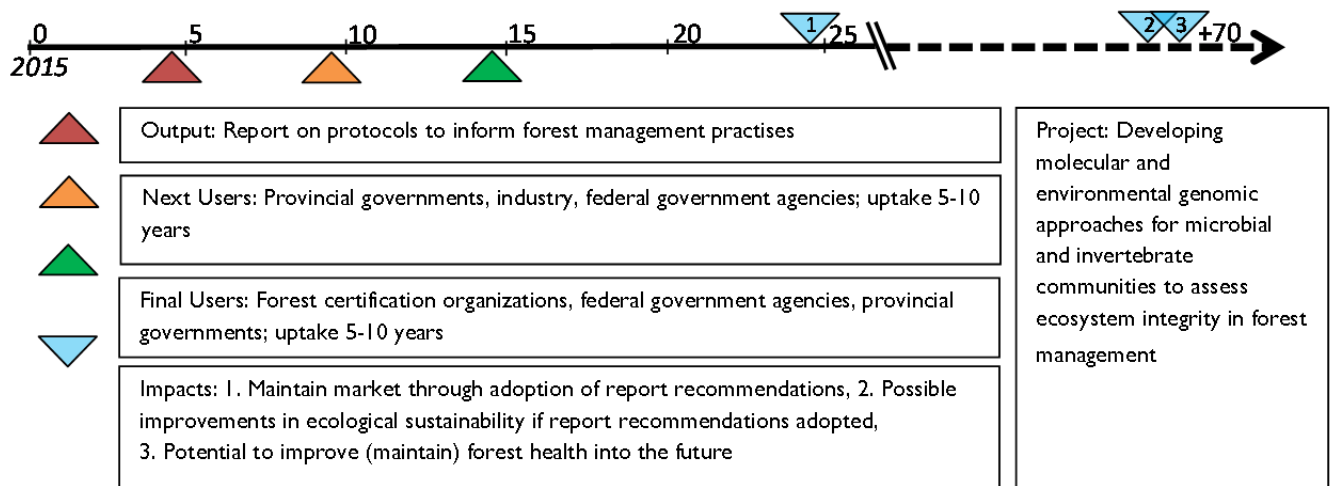 0 5 10 15 20 1 25 2 3 +70
2015
Output: Report on protocols to inform forest management practises
Next Users: Provincial governments, industry, federal government agencies; uptake 5-10
years
Final Users: Forest certification organizations, federal government agencies, provincial
governments; uptake 5-10 years
Impacts: 1. Maintain market through adoption of report recommendations, 2. Possible
improvements in ecological sustainability if report recommendations adopted,
3. Potential to improve (maintain) forest health into the future
Project: Developing
molecular and
environmental genomic
approaches for microbial
and invertebrate
communities to assess
ecosystem integrity in forest
management